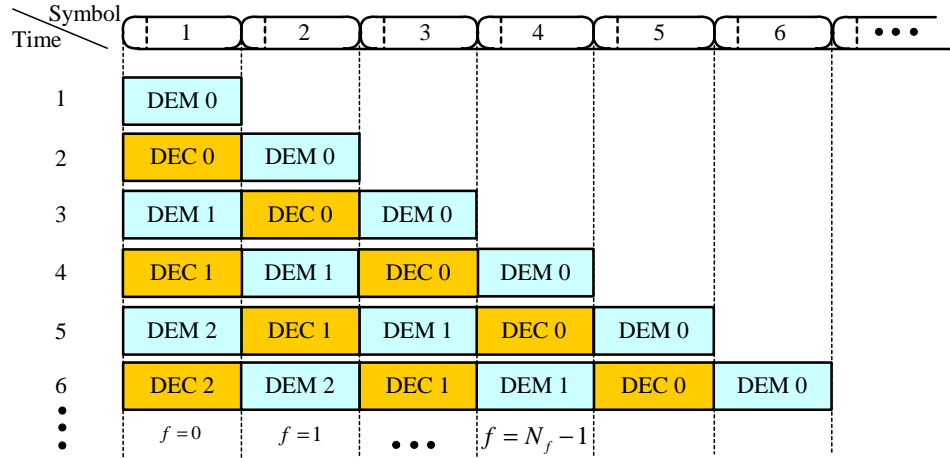 Symbol
Time
1 2 3 4 5 6 •••
1 DEM 0
2 DEC 0 DEM 0
3 DEM 1 DEC 0 DEM 0
4 DEC 1 DEM 1 DEC 0 DEM 0
5 DEM 2 DEC 1 DEM 1 DEC 0 DEM 0
6 DEC 2 DEM 2 DEC 1 DEM 1 DEC 0 DEM 0
f = 0 f = 1 ••• f = N_f − 1